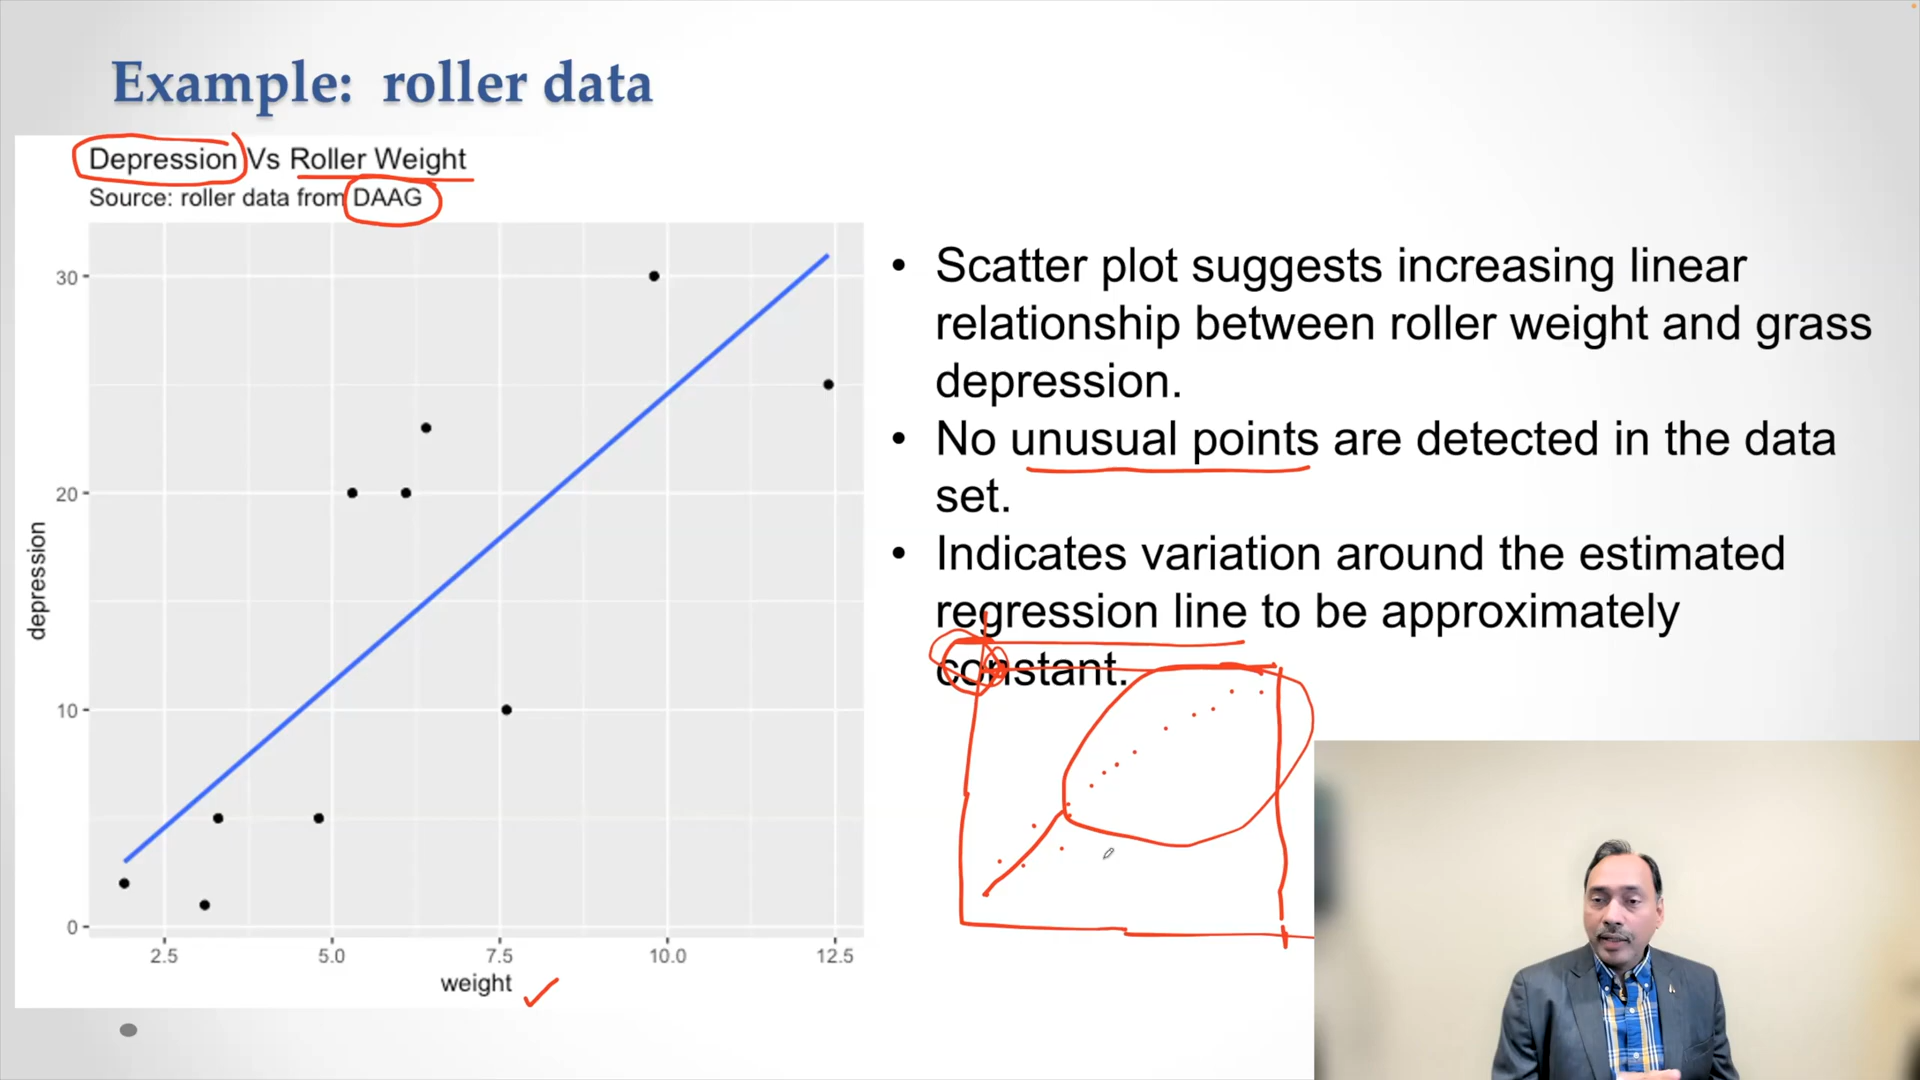 Example: roller data
Depression Vs Roller Weight
Source: roller data from DAAG
30
20
10
0
depression
2.5 5.0 7.5 10.0 12.5
weight
• Scatter plot suggests increasing linear
relationship between roller weight and grass
depression.
• No unusual points are detected in the data
set.
• Indicates variation around the estimated
regression line to be approximately
constant.